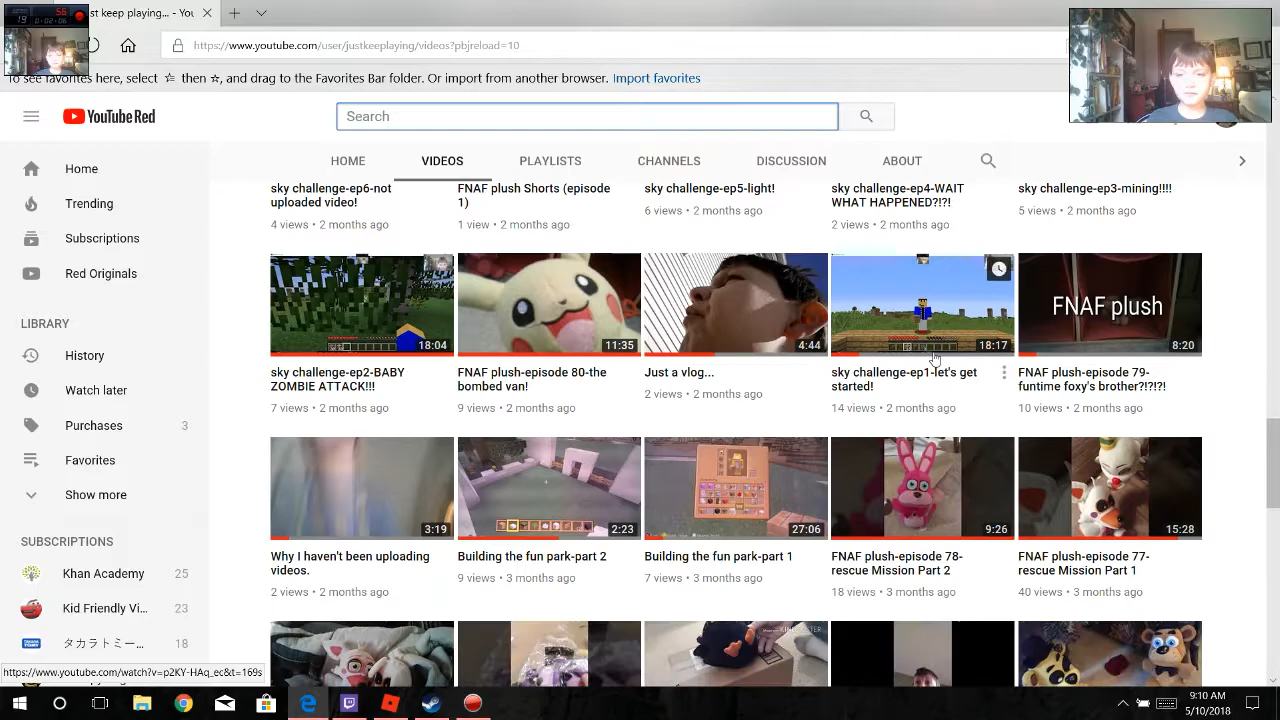 19 0:02:06 56
st keep playing...
https://www.youtube.com/user/justkeeplaying/videos?pbjreload=10
To see favorites here, select then ☆, and drag to the Favorites Bar folder. Or import from another browser. Import favorites
YouTube Red
Search
HOME VIDEOS PLAYLISTS CHANNELS DISCUSSION ABOUT
Home
Trending
Subscriptions
Red Originals
LIBRARY
History
Watch later
Purchases 3
Favorites
Show more
SUBSCRIPTIONS
Khan Academy 25
Kid Friendly Vi... 23
タカラトミー 18
sky challenge-ep6-not
uploaded video!
4 views • 2 months ago
FNAF plush Shorts (episode
1)
1 view • 2 months ago
sky challenge-ep5-light!
6 views • 2 months ago
sky challenge-ep4-WAIT
WHAT HAPPENED?!?!
2 views • 2 months ago
sky challenge-ep3-mining!!!!
5 views • 2 months ago
18:04
sky challenge-ep2-BABY
ZOMBIE ATTACK!!!
7 views • 2 months ago
11:35
FNAF plush-episode 80-the
bombed van!
9 views • 2 months ago
4:44
Just a vlog...
2 views • 2 months ago
18:17
sky challenge-ep1-let's get
started!
14 views • 2 months ago
FNAF plush
8:20
FNAF plush-episode 79-
funtime foxy's brother?!?!?!
10 views • 2 months ago
3:19
Why I haven't been uploading
videos.
2 views • 2 months ago
2:23
Building the fun park-part 2
9 views • 3 months ago
27:06
Building the fun park-part 1
7 views • 3 months ago
9:26
FNAF plush-episode 78-
rescue Mission Part 2
18 views • 3 months ago
15:28
FNAF plush-episode 77-
rescue Mission Part 1
40 views • 3 months ago
https://www.youtube.com/watch?v=p2KY-HAq_ec&t=169s
9:10 AM
5/10/2018